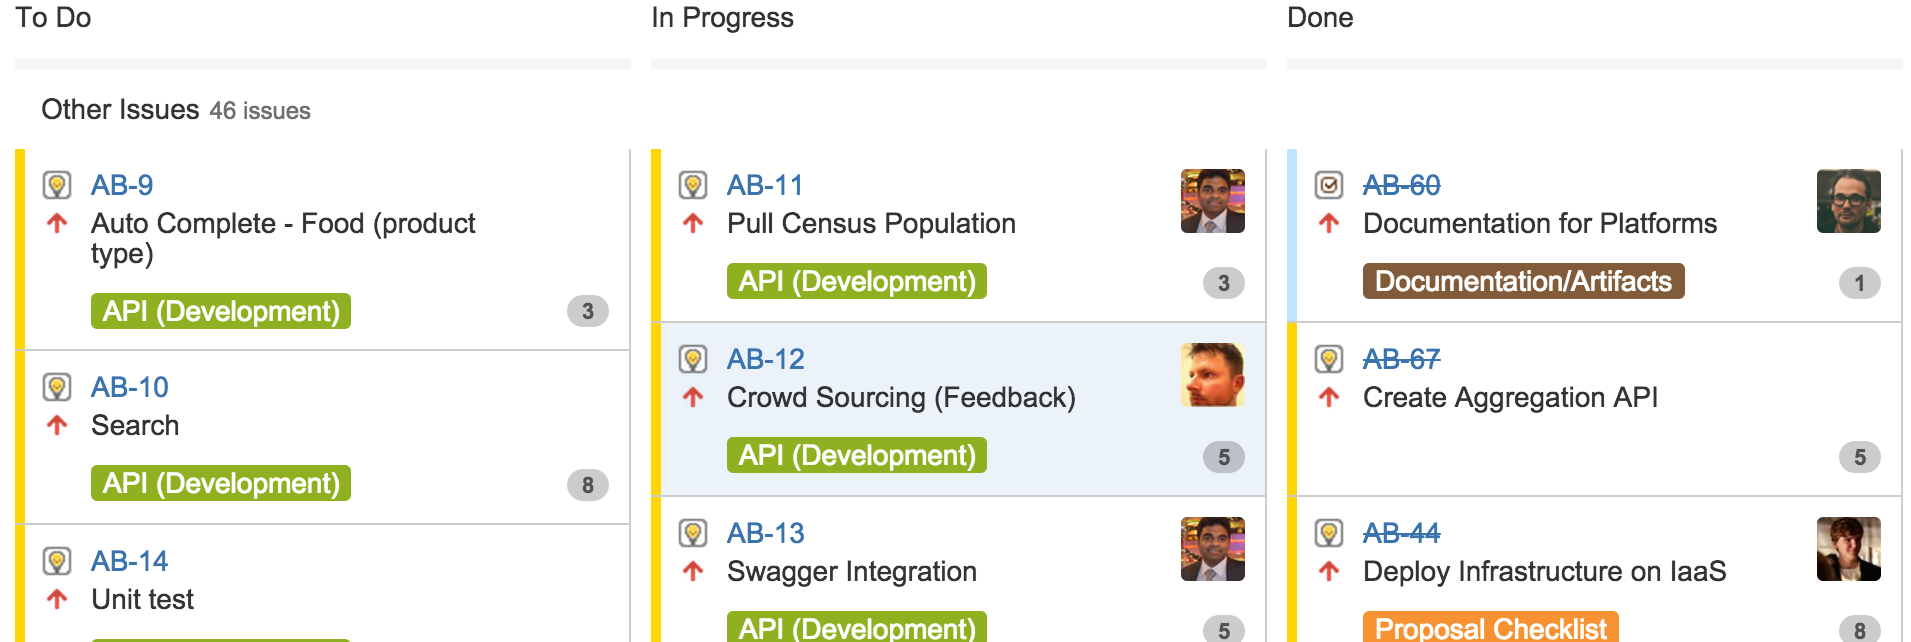 To Do
In Progress
Done
Other Issues 46 issues
AB-9
Auto Complete - Food (product
type)
API (Development)
3
AB-10
Search
API (Development)
8
AB-14
Unit test
AB-11
Pull Census Population
API (Development)
3
AB-12
Crowd Sourcing (Feedback)
API (Development)
5
AB-13
Swagger Integration
API (Development)
5
AB-60
Documentation for Platforms
Documentation/Artifacts
1
AB-67
Create Aggregation API
5
AB-44
Deploy Infrastructure on IaaS
Proposal Checklist
8